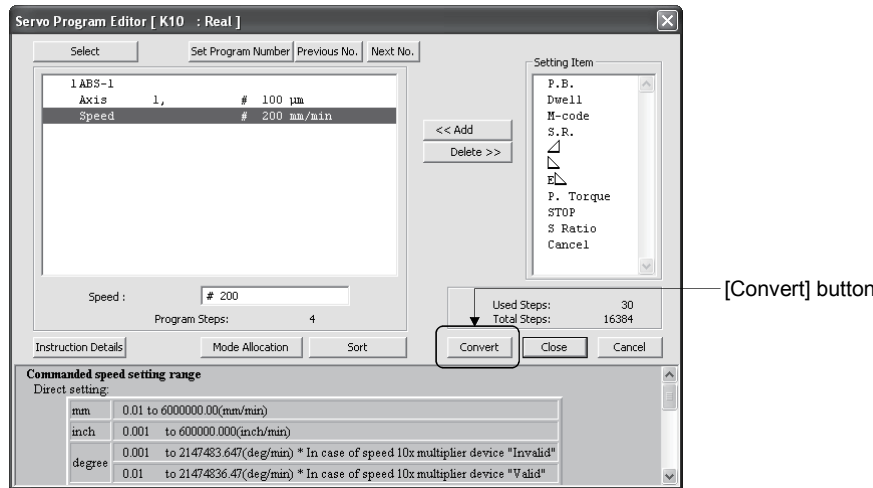 Servo Program Editor [ K10 : Real ]
Select Set Program Number Previous No. Next No.
Setting Item
1 ABS-1
Axis 1, # 100 μm
Speed # 200 mm/min
<< Add
Delete >>
P.B.
Dwell
M-code
S.R.
E
P. Torque
STOP
S Ratio
Cancel
[Convert] button
Speed : # 200
Program Steps: 4
Used Steps: 30
Total Steps: 16384
Instruction Details Mode Allocation Sort Convert Close Cancel
Commanded speed setting range
Direct setting:
mm 0.01 to 6000000.00(mm/min)
inch 0.001 to 600000.000(inch/min)
degree 0.001 to 2147483.647(deg/min) * In case of speed 10x multiplier device "Invalid"
0.01 to 21474836.47(deg/min) * In case of speed 10x multiplier device "Valid"